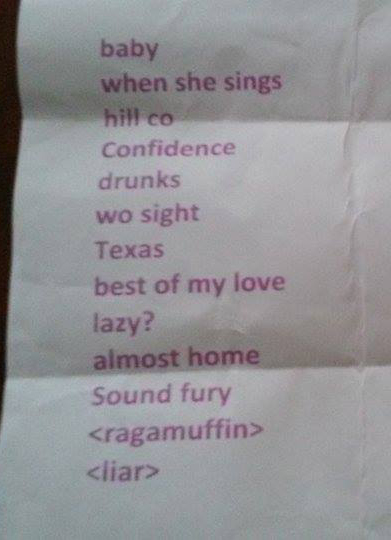 baby
when she sings
hill co
Confidence
drunks
wo sight
Texas
best of my love
lazy?
almost home
Sound fury
<ragamuffin>
<liar>